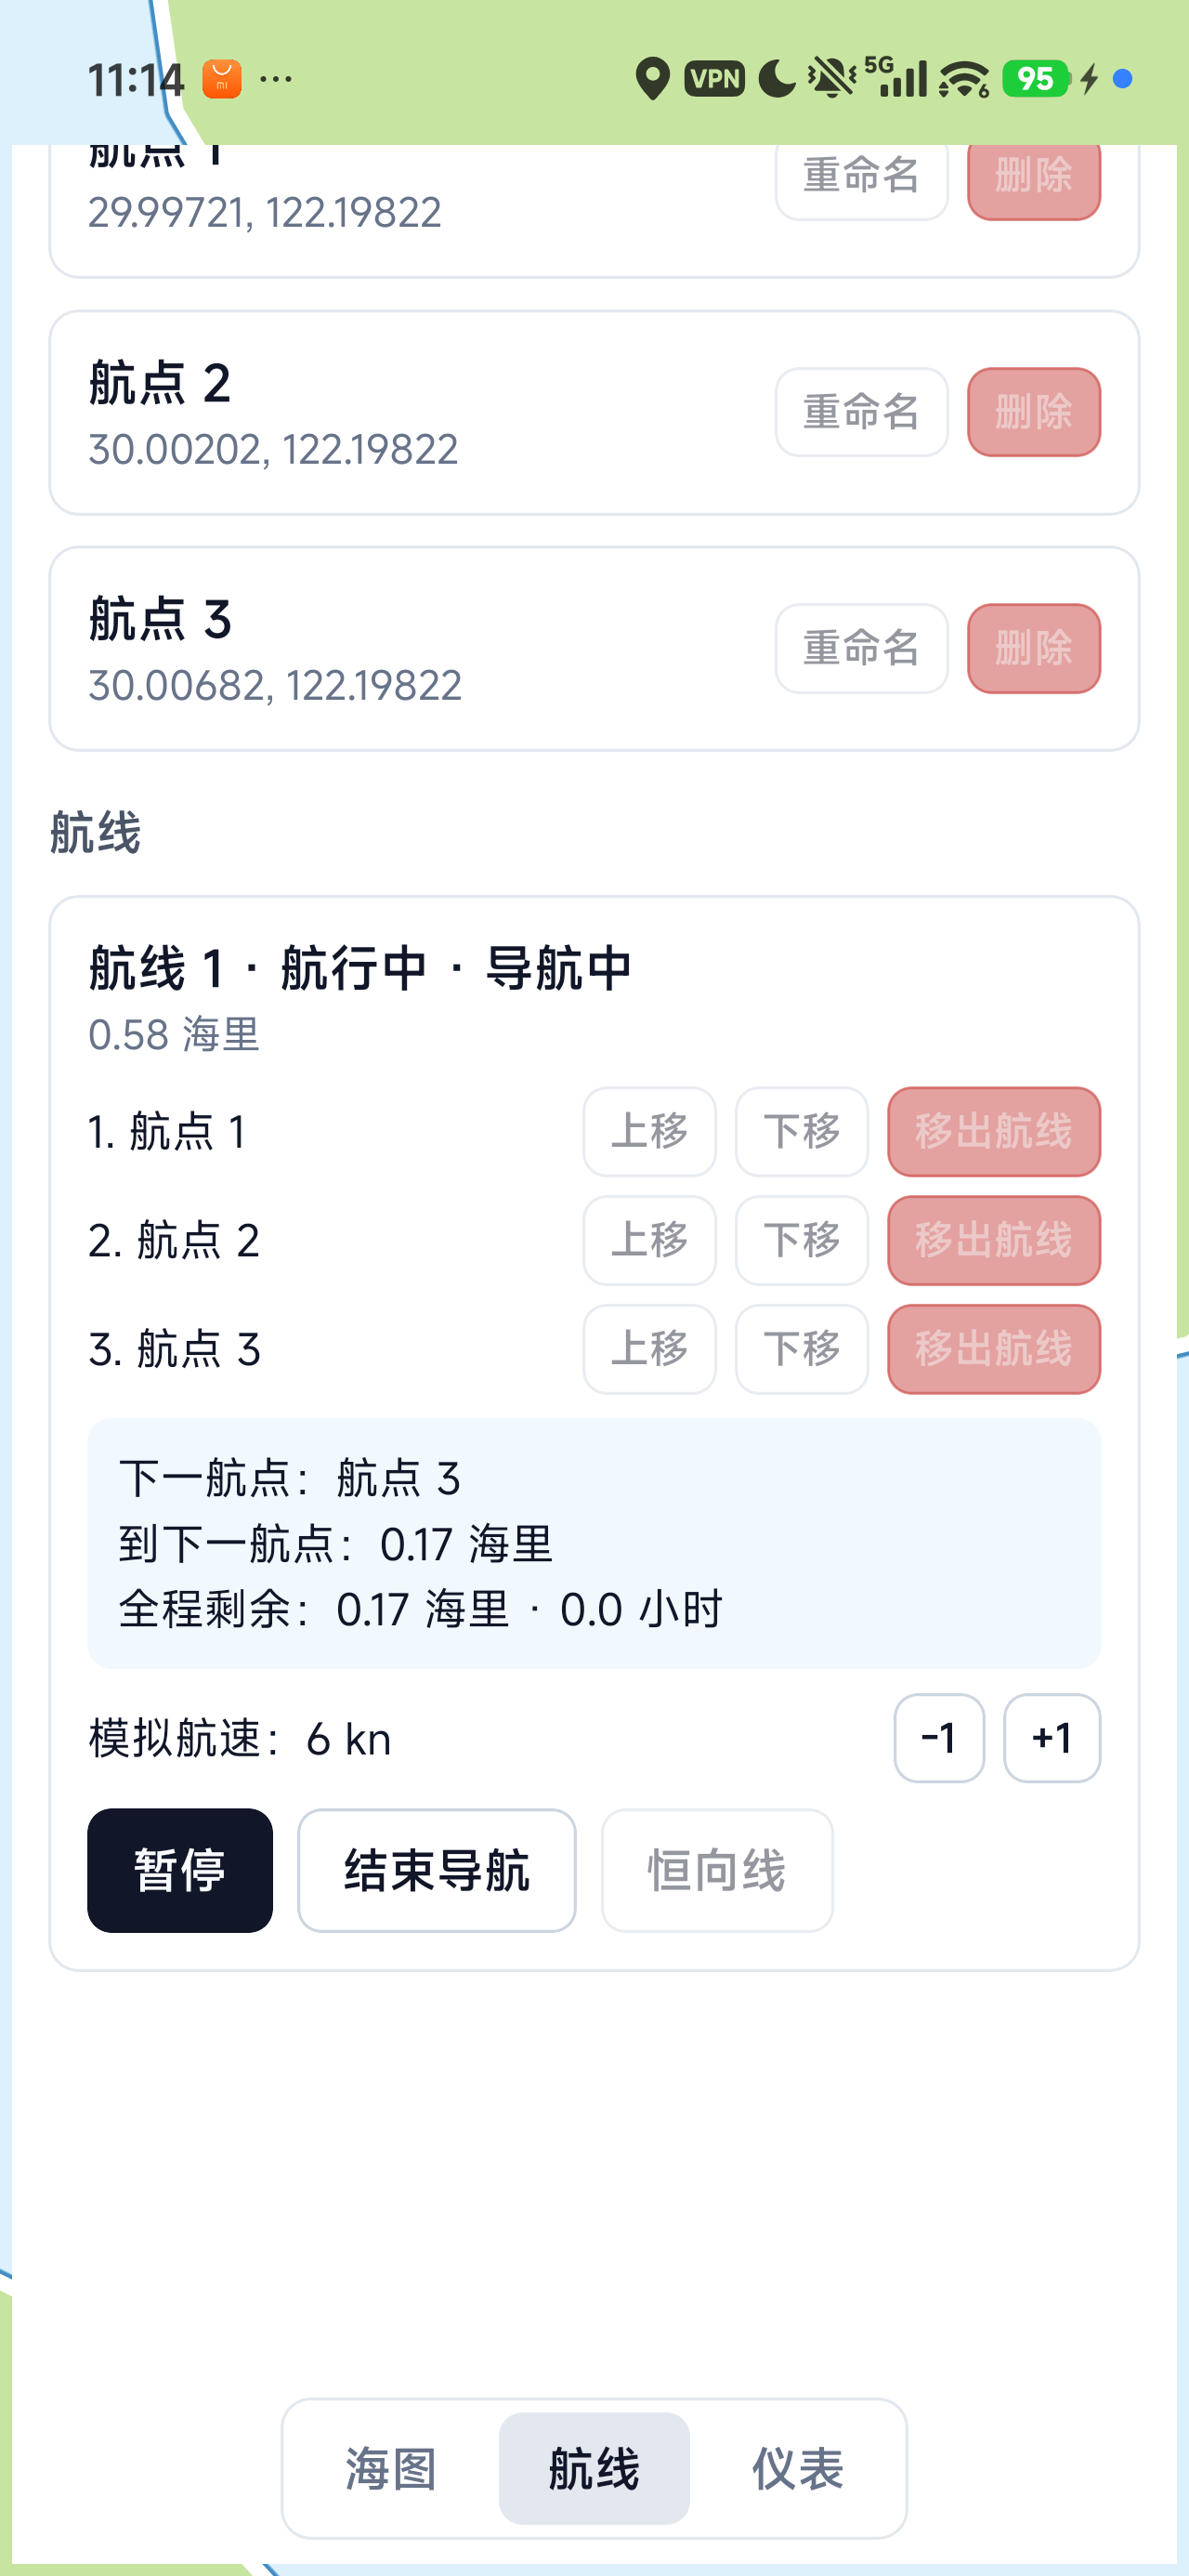 11:14 mi ... VPN 5G 6 95
航点 1
重命名 删除
29.99721, 122.19822
航点 2
重命名 删除
30.00202, 122.19822
航点 3
重命名 删除
30.00682, 122.19822
航线
航线 1 · 航行中 · 导航中
0.58 海里
1. 航点 1 上移 下移 移出航线
2. 航点 2 上移 下移 移出航线
3. 航点 3 上移 下移 移出航线
下一航点：航点 3
到下一航点：0.17 海里
全程剩余：0.17 海里 · 0.0 小时
模拟航速：6 kn -1 +1
暂停 结束导航 恒向线
海图 航线 仪表